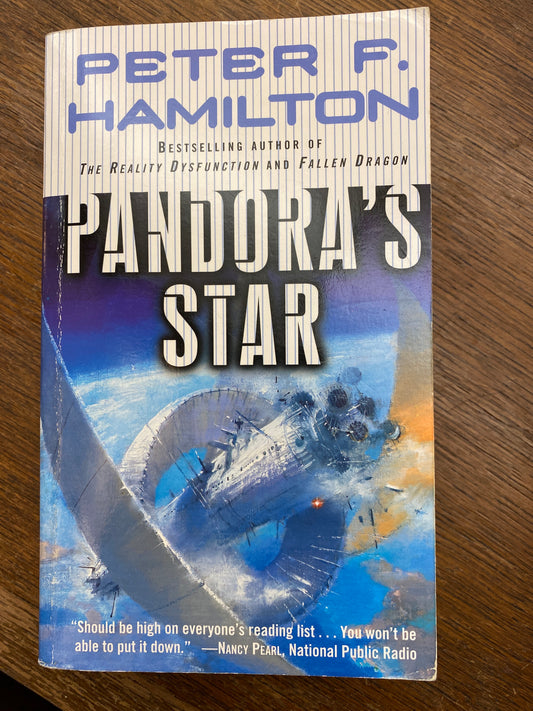 PETER F.
HAMILTON
BESTSELLING AUTHOR OF
THE REALITY DYSFUNCTION AND FALLEN DRAGON
PANDORA'S
STAR
“Should be high on everyone's reading list . . . You won't be
able to put it down.” —NANCY PEARL, National Public Radio